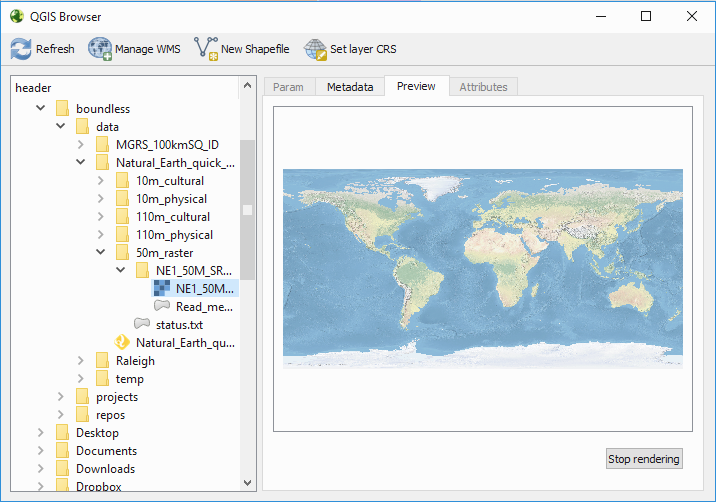 QGIS Browser
Refresh Manage WMS New Shapefile Set layer CRS
header
boundless
data
MGRS_100kmSQ_ID
Natural_Earth_quick_...
10m_cultural
10m_physical
110m_cultural
110m_physical
50m_raster
NE1_50M_SR...
NE1_50M...
Read_me...
status.txt
Natural_Earth_qu...
Raleigh
temp
projects
repos
Desktop
Documents
Downloads
Dropbox
Param Metadata Preview Attributes
Stop rendering